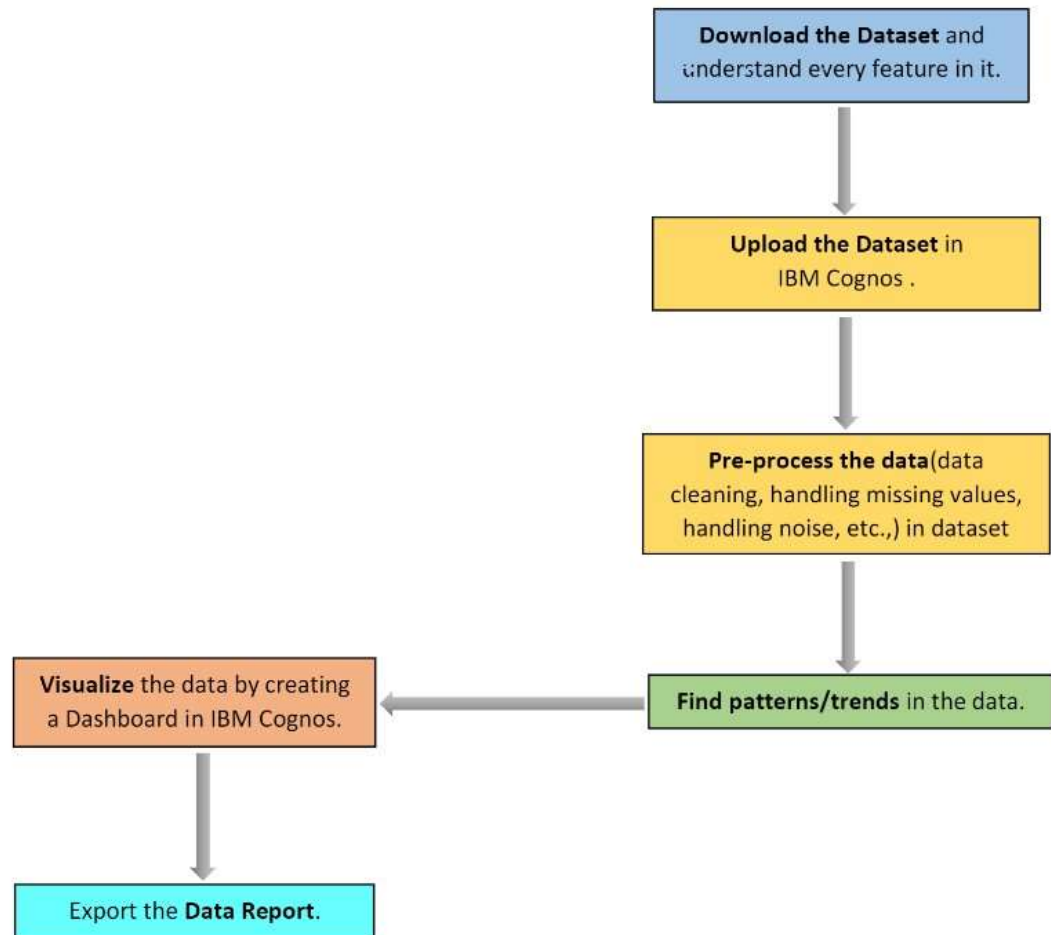 Download the Dataset and
understand every feature in it.
Upload the Dataset in
IBM Cognos .
Pre-process the data(data
cleaning, handling missing values,
handling noise, etc.,) in dataset
Find patterns/trends in the data.
Visualize the data by creating
a Dashboard in IBM Cognos.
Export the Data Report.